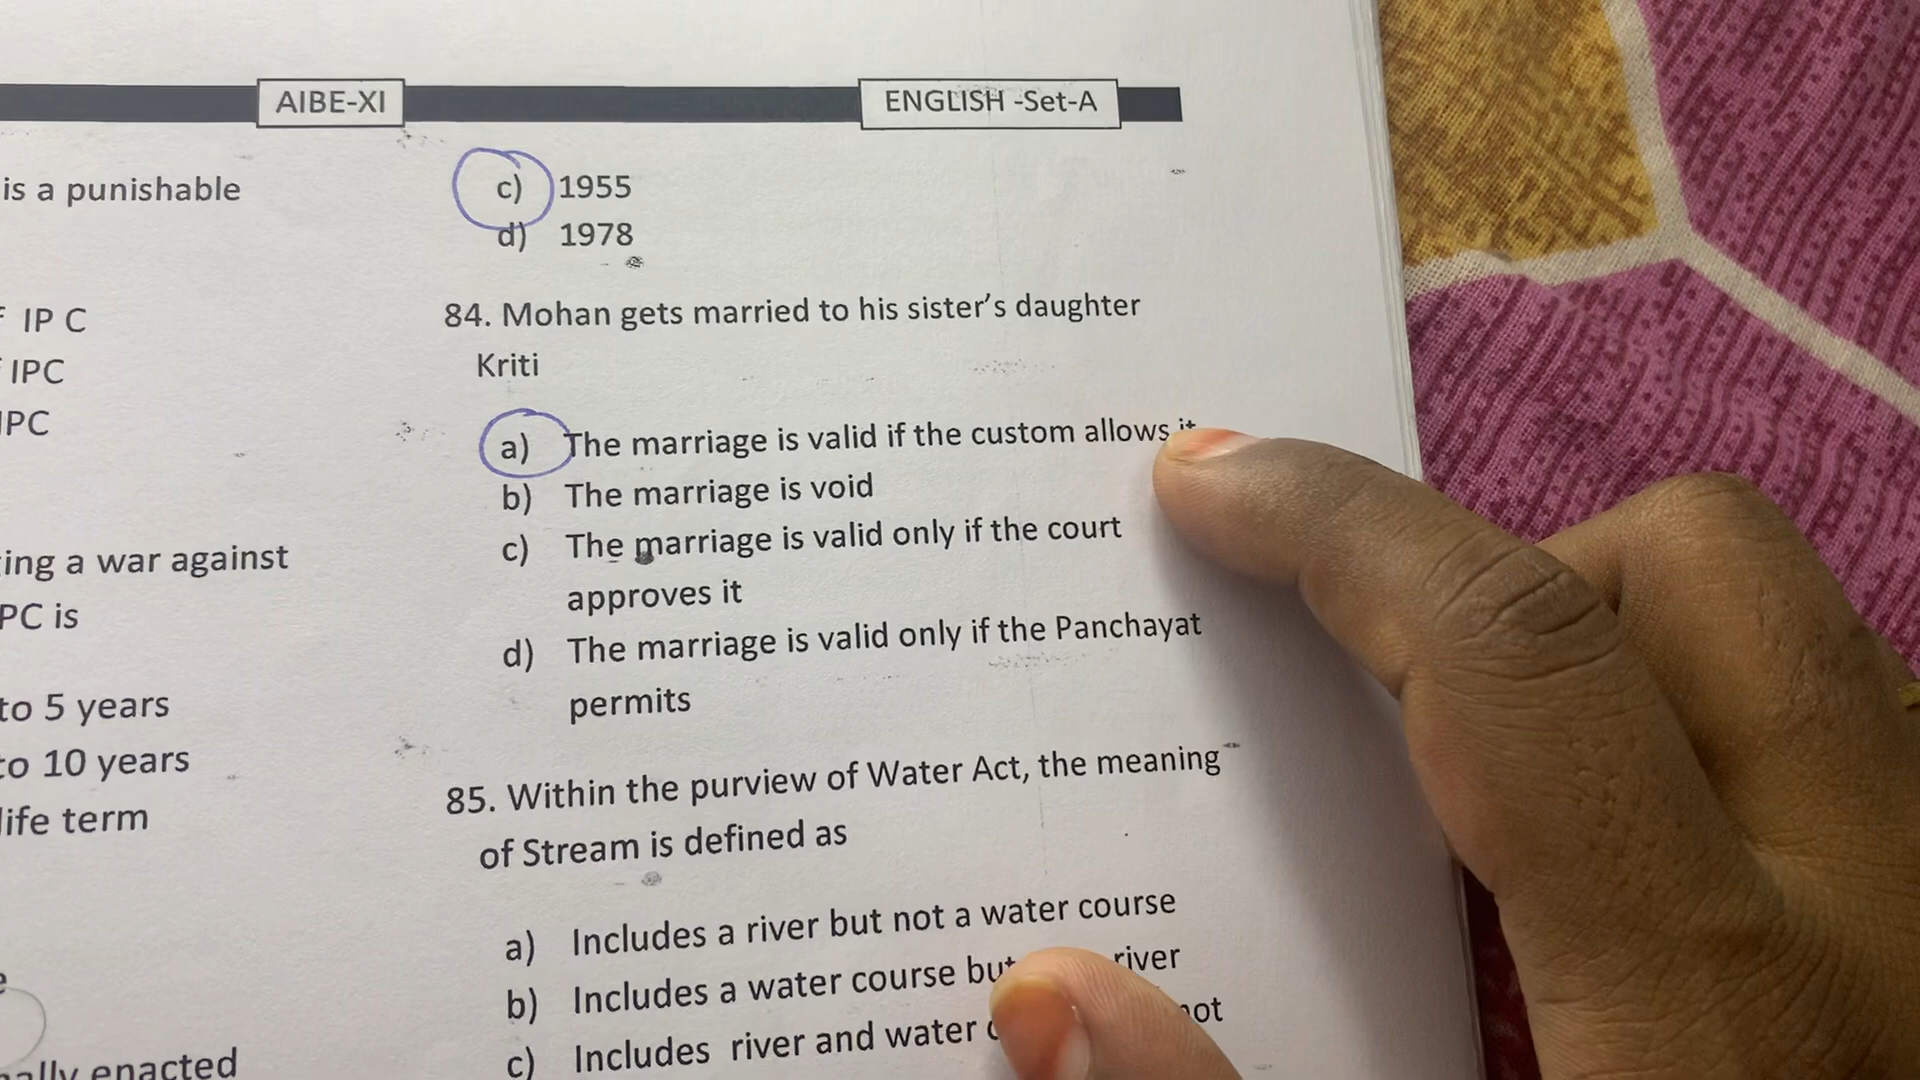 AIBE-XI
ENGLISH -Set-A
is a punishable
IP C
IPC
IPC
ing a war against
PC is
to 5 years
to 10 years
life term
enacted
c) 1955
d) 1978
84. Mohan gets married to his sister's daughter
Kriti
a) The marriage is valid if the custom allows it
b) The marriage is void
c) The marriage is valid only if the court
approves it
d) The marriage is valid only if the Panchayat
permits
85. Within the purview of Water Act, the meaning
of Stream is defined as
a) Includes a river but not a water course
b) Includes a water course but river
c) Includes river and water